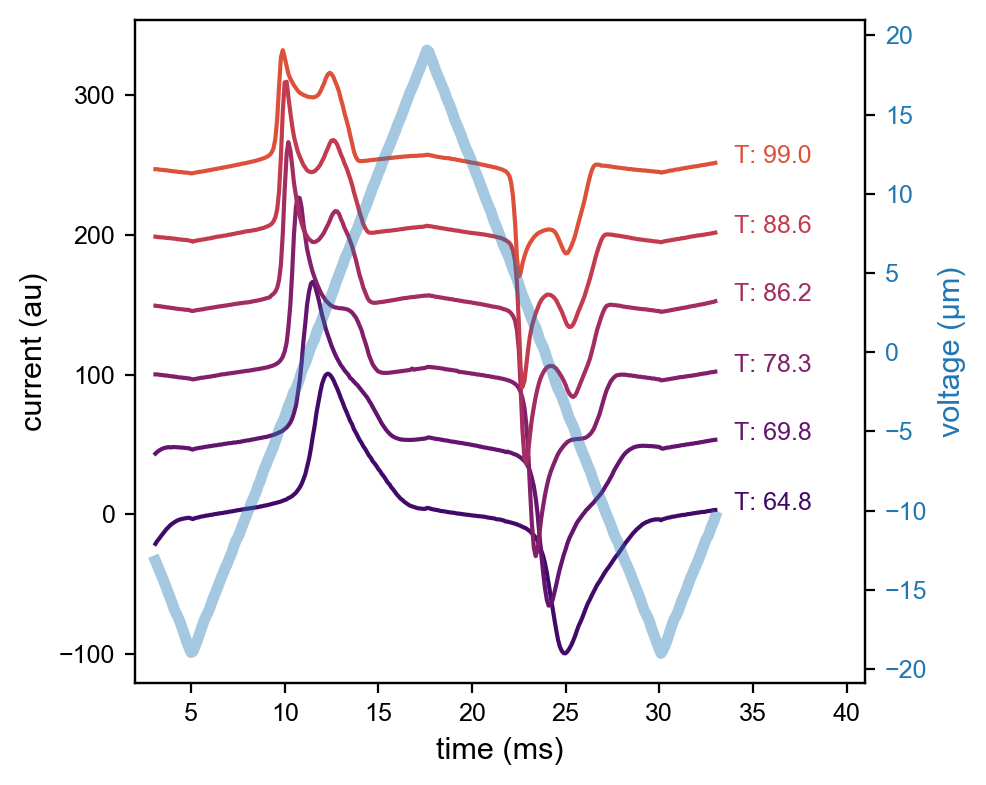 300
200
100
0
−100
current (au)
5
10
15
20
25
30
35
40
time (ms)
20
15
10
5
0
−5
−10
−15
−20
voltage (μm)
T: 99.0
T: 88.6
T: 86.2
T: 78.3
T: 69.8
T: 64.8